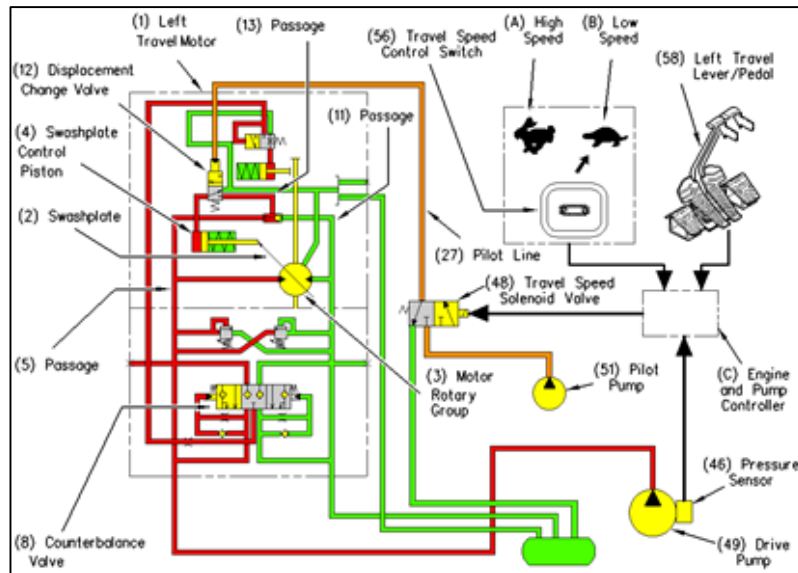 (1) Left
Travel Motor
(13) Passage
(A) High
Speed
(B) Low
Speed
(56) Travel Speed
Control Switch
(58) Left Travel
Lever/Pedal
(12) Displacement
Change Valve
(11) Passage
(4) Swashplate
Control
Piston
(2) Swashplate
(27) Pilot Line
(48) Travel Speed
Solenoid Valve
(5) Passage
(3) Motor
Rotary
Group
(51) Pilot
Pump
(C) Engine
and Pump
Controller
(46) Pressure
Sensor
(8) Counterbalance
Valve
(49) Drive
Pump